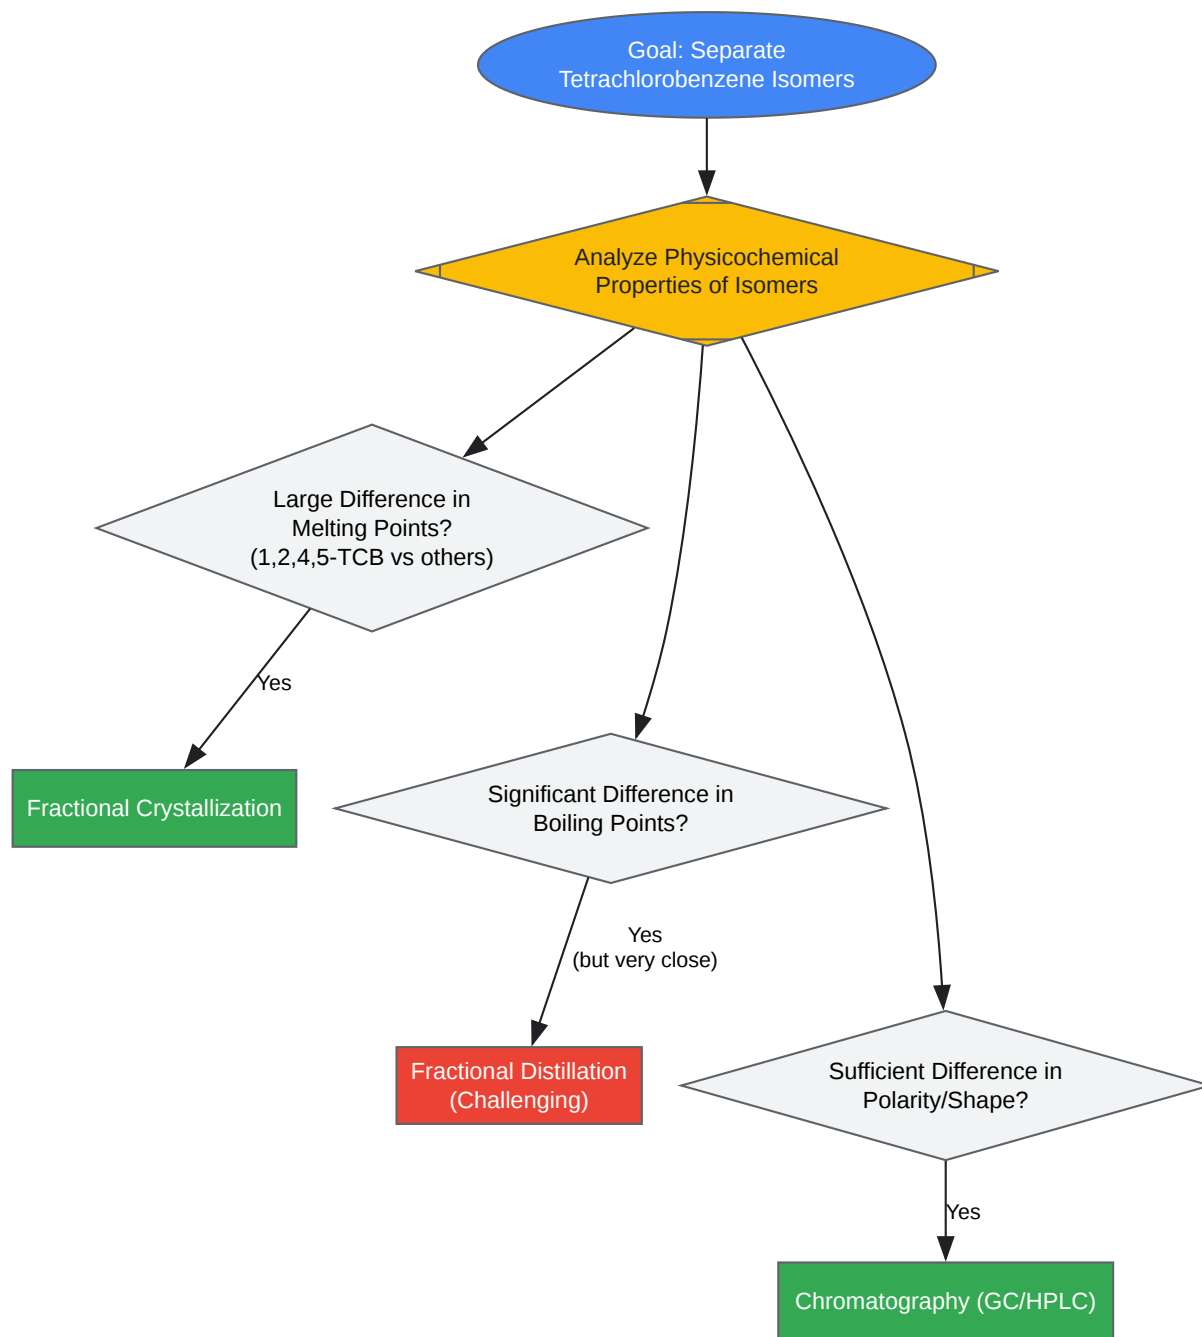 Goal: Separate
Tetrachlorobenzene Isomers
Analyze Physicochemical
Properties of Isomers
Large Difference in
Melting Points?
(1,2,4,5-TCB vs others)
Yes
Fractional Crystallization
Significant Difference in
Boiling Points?
Yes
(but very close)
Fractional Distillation
(Challenging)
Sufficient Difference in
Polarity/Shape?
Yes
Chromatography (GC/HPLC)